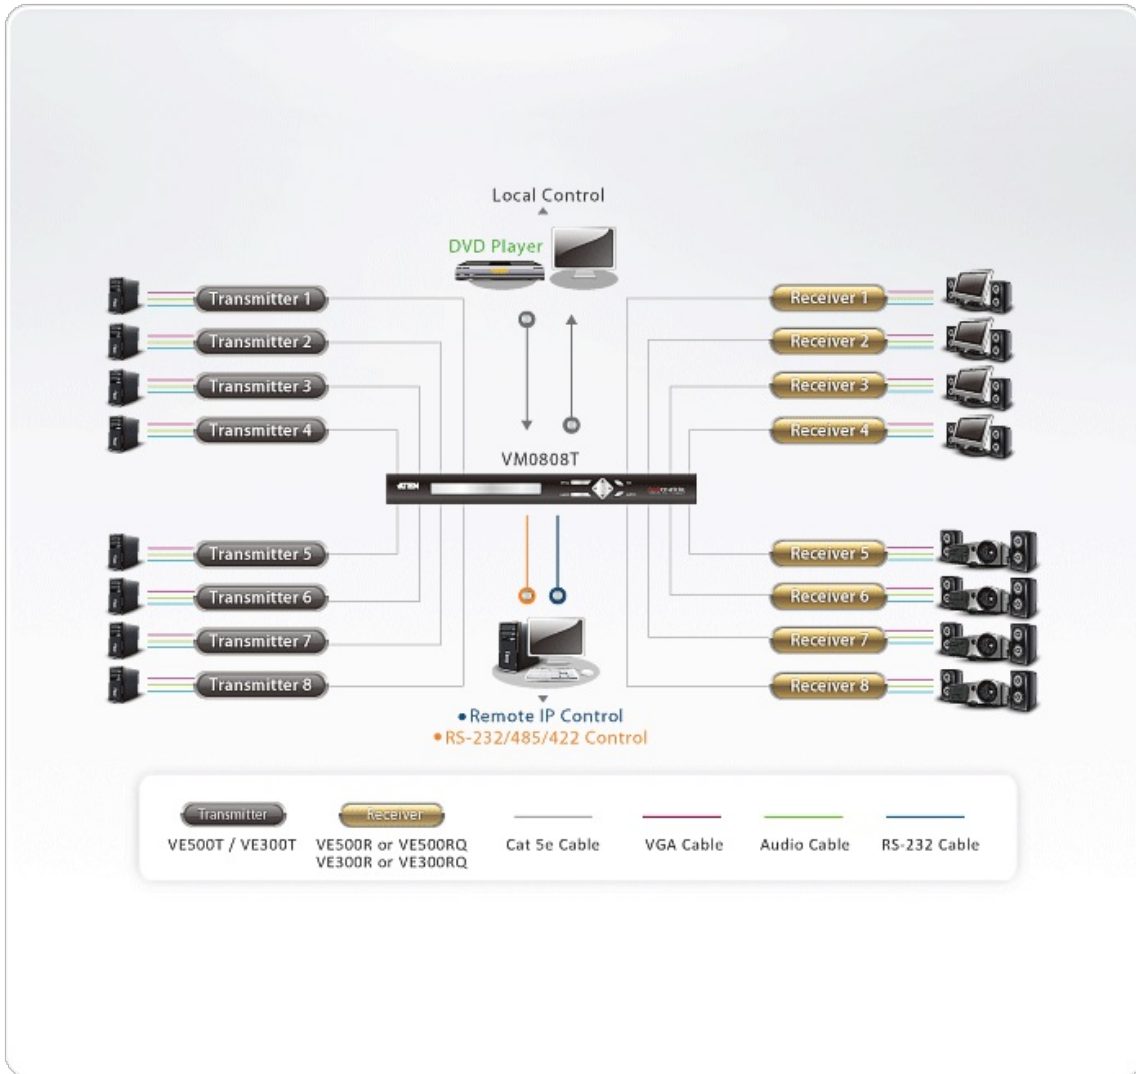 Local Control
DVD Player
Transmitter 1
Transmitter 2
Transmitter 3
Transmitter 4
Receiver 1
Receiver 2
Receiver 3
Receiver 4
VM0808T
ATEN
Transmitter 5
Transmitter 6
Transmitter 7
Transmitter 8
Receiver 5
Receiver 6
Receiver 7
Receiver 8
• Remote IP Control
• RS-232/485/422 Control
Transmitter
VE500T / VE300T
Receiver
VE500R or VE500RQ
VE300R or VE300RQ
Cat 5e Cable
VGA Cable
Audio Cable
RS-232 Cable